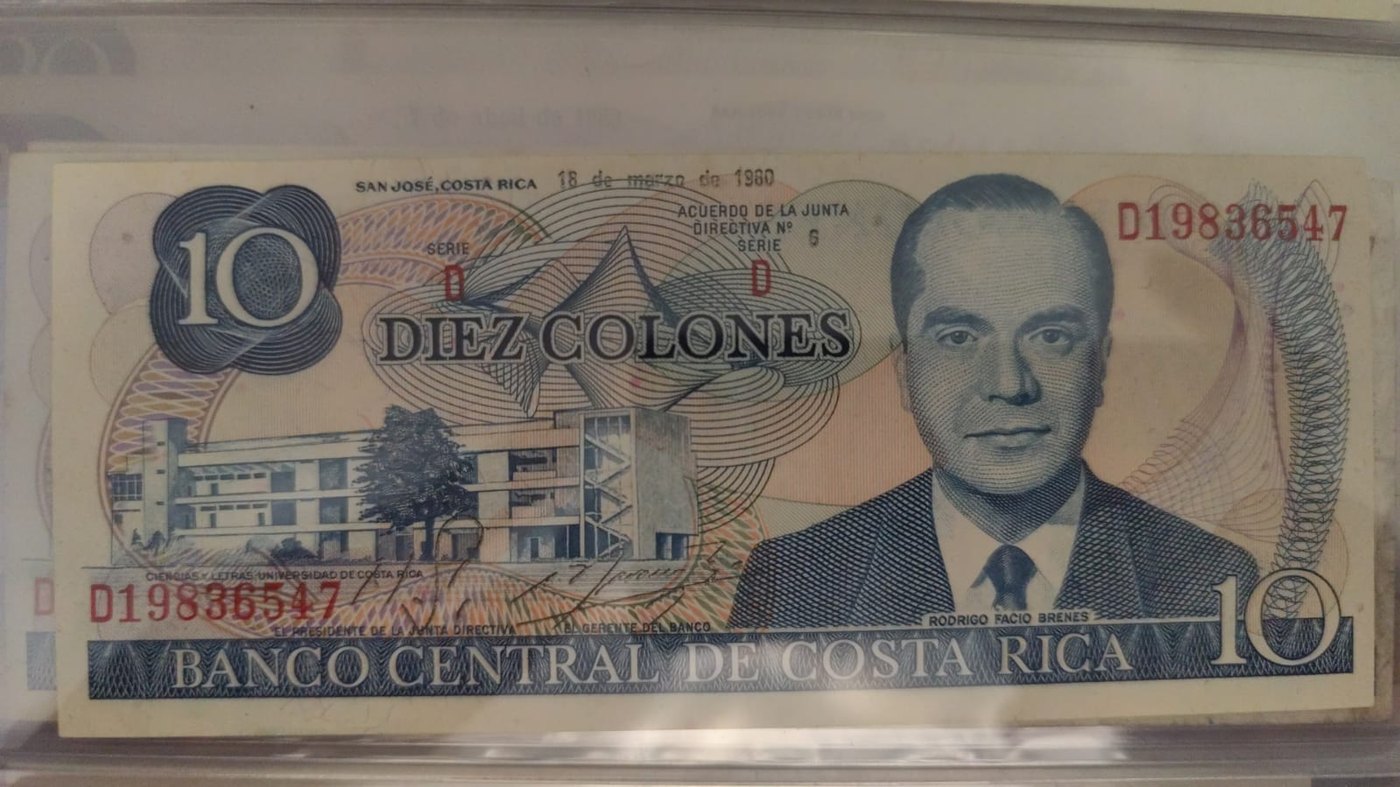 SAN JOSÉ, COSTA RICA 18 de marzo de 1980
ACUERDO DE LA JUNTA
DIRECTIVA Nº 6
SERIE
D
SERIE
D
10
D19836547
DIEZ COLONES
CIENCIAS Y LETRAS, UNIVERSIDAD DE COSTA RICA
D19836547
EL PRESIDENTE DE LA JUNTA DIRECTIVA
EL GERENTE DEL BANCO
RODRIGO FACIO BRENES
BANCO CENTRAL DE COSTA RICA
10
D